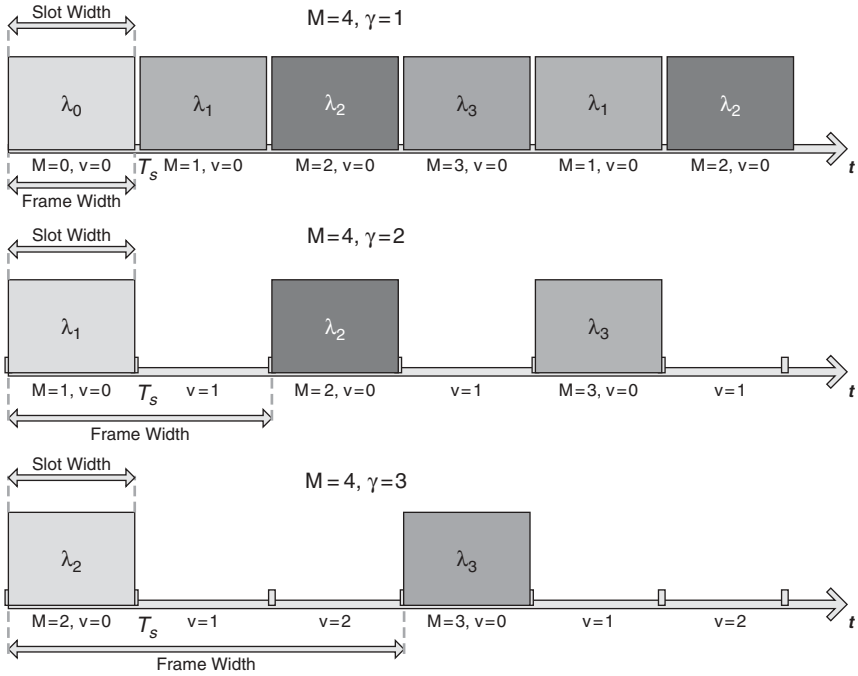 Slot Width
M=4, γ=1
λ0 λ1 λ2 λ3 λ1 λ2
M=0, v=0 Ts M=1, v=0 M=2, v=0 M=3, v=0 M=1, v=0 M=2, v=0 t
Frame Width
Slot Width
M=4, γ=2
λ1 λ2 λ3
M=1, v=0 Ts v=1 M=2, v=0 v=1 M=3, v=0 v=1 t
Frame Width
Slot Width
M=4, γ=3
λ2 λ3
M=2, v=0 Ts v=1 v=2 M=3, v=0 v=1 v=2 t
Frame Width